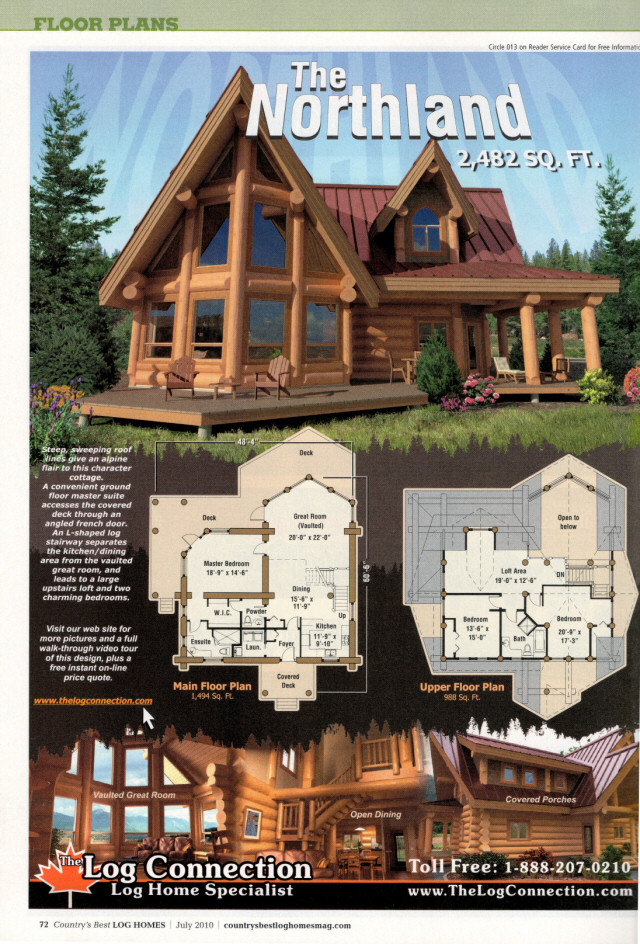 FLOOR PLANS
Circle 013 on Reader Service Card for Free Informatio
NORTHLAND
The
Northland
2,482 SQ. FT.
Steep, sweeping roof
lines give an alpine
flair to this character
cottage.
A convenient ground
floor master suite
accesses the covered
deck through an
angled french door.
An L-shaped log
stairway separates
the kitchen/dining
area from the vaulted
great room, and
leads to a large
upstairs loft and two
charming bedrooms.
Visit our web site for
more pictures and a full
walk-through video tour
of this design, plus a
free instant on-line
price quote.
www.thelogconnection.com
48'-4"
Deck
Great Room
(Vaulted)
20'-0" x 22'-0"
Deck
Master Bedroom
18'-9" x 14'-6"
Dining
15'-6" x
11'-9"
60'-6"
W.I.C.
Powder
Up
Kitchen
11'-9" x
9'-10"
Ensuite
Laun.
Foyer
Covered
Deck
Main Floor Plan
1,494 Sq. Ft.
Open to
below
Loft Area
19'-0" x 12'-6"
DN
Bedroom
13'-6" x
15'-0"
Bath
Bedroom
20'-9" x
17'-3"
Upper Floor Plan
988 Sq. Ft.
Vaulted Great Room
Open Dining
Covered Porches
The Log Connection
Log Home Specialist
Toll Free: 1-888-207-0210
www.TheLogConnection.com
72 Country's Best LOG HOMES | July 2010 | countrysbestloghomesmag.com